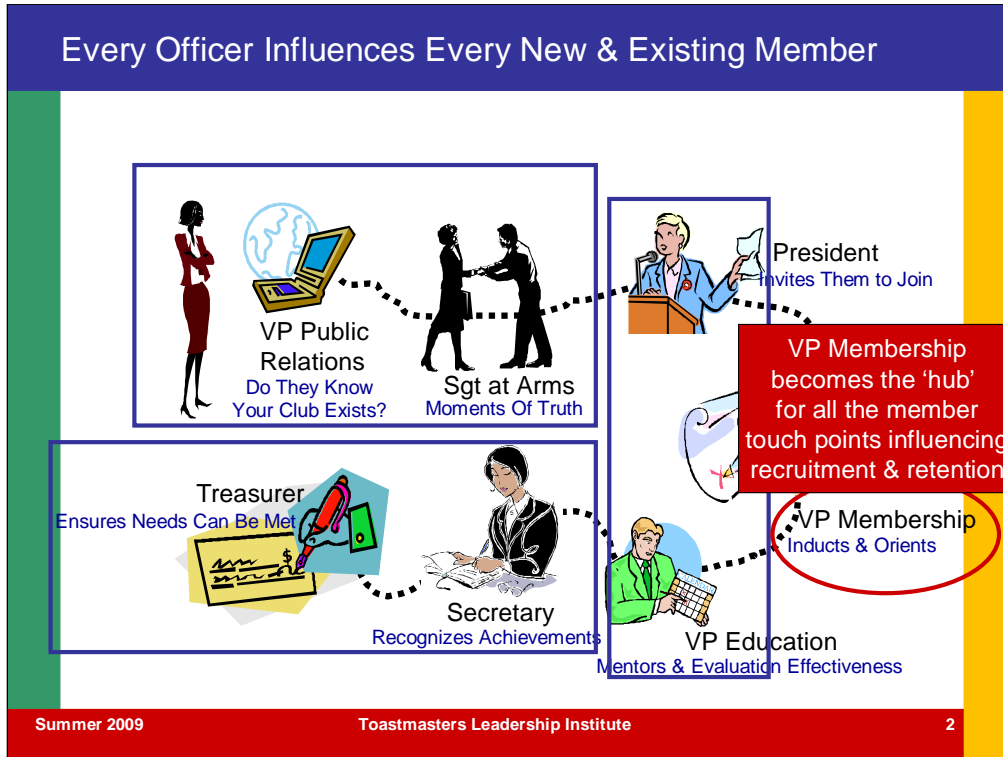 Every Officer Influences Every New & Existing Member
VP Public
Relations
Do They Know
Your Club Exists?
Sgt at Arms
Moments Of Truth
President
Invites Them to Join
VP Membership
becomes the ‘hub’
for all the member
touch points influencing
recruitment & retention
VP Membership
Inducts & Orients
VP Education
Mentors & Evaluation Effectiveness
Secretary
Recognizes Achievements
Treasurer
Ensures Needs Can Be Met
$
Summer 2009
Toastmasters Leadership Institute
2